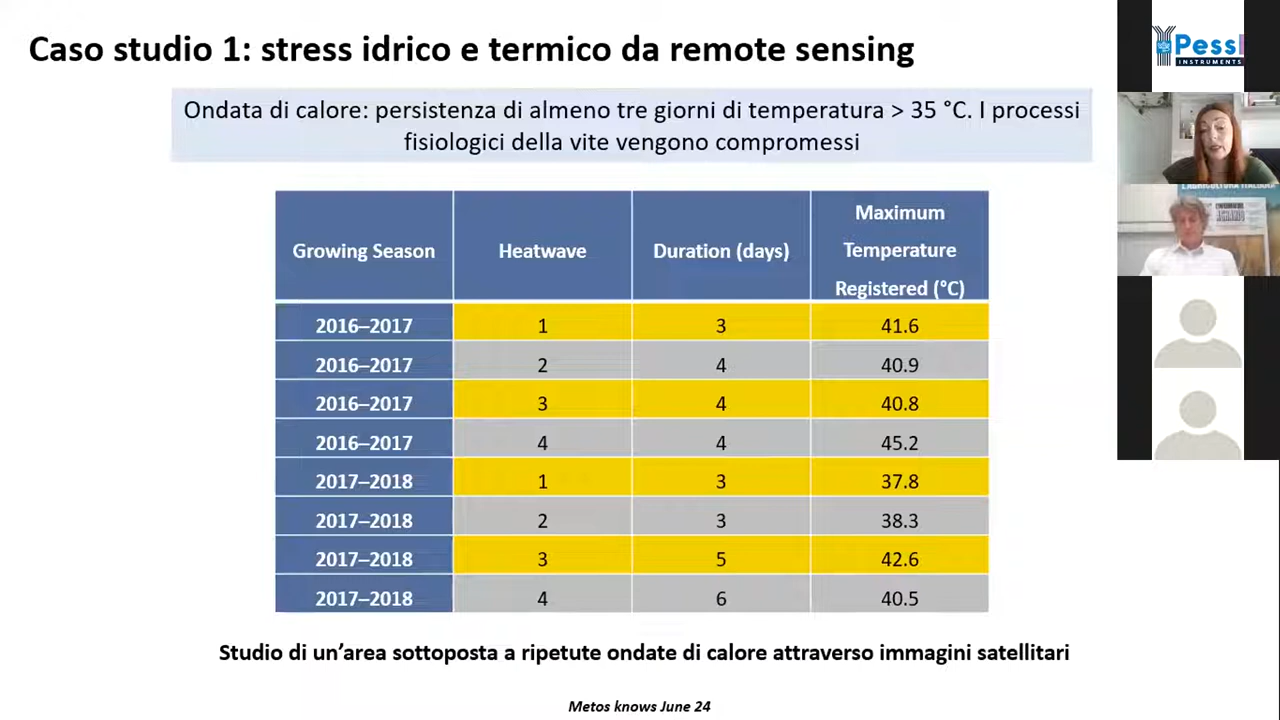 Caso studio 1: stress idrico e termico da remote sensing
Ondata di calore: persistenza di almeno tre giorni di temperatura > 35 °C. I processi
fisiologici della vite vengono compromessi
Growing Season Heatwave Duration (days) Maximum Temperature Registered (°C)
2016–2017 1 3 41.6
2016–2017 2 4 40.9
2016–2017 3 4 40.8
2016–2017 4 4 45.2
2017–2018 1 3 37.8
2017–2018 2 3 38.3
2017–2018 3 5 42.6
2017–2018 4 6 40.5
Studio di un’area sottoposta a ripetute ondate di calore attraverso immagini satellitari
Metos knows June 24
Pessl
INSTRUMENTS
L'AGRICOLTURA ITALIANA